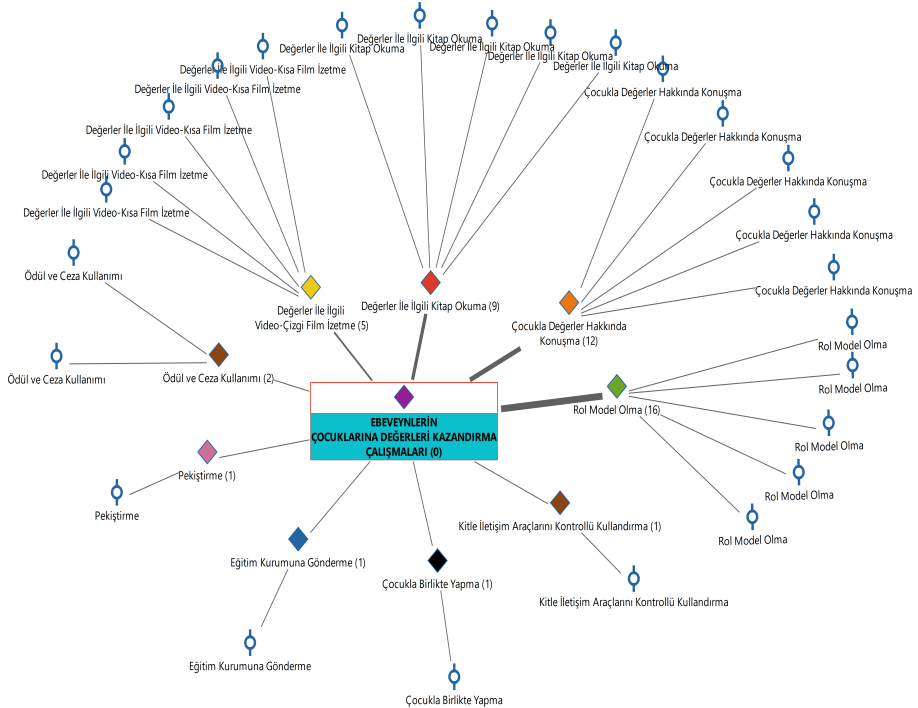 Değerler İle İlgili Kitap Okuma
Değerler İle İlgili Kitap Okuma
Değerler İle İlgili Kitap Okuma
Değerler İle İlgili Kitap Okuma
Değerler İle İlgili Kitap Okuma
Değerler İle İlgili Video-Kısa Film İzetme
Değerler İle İlgili Video-Kısa Film İzetme
Değerler İle İlgili Video-Kısa Film İzetme
Değerler İle İlgili Video-Kısa Film İzetme
Değerler İle İlgili Video-Kısa Film İzetme
Çocukla Değerler Hakkında Konuşma
Çocukla Değerler Hakkında Konuşma
Çocukla Değerler Hakkında Konuşma
Çocukla Değerler Hakkında Konuşma
Çocukla Değerler Hakkında Konuşma
Ödül ve Ceza Kullanımı
Değerler İle İlgili
Video-Çizgi Film İzetme (5)
Değerler İle İlgili Kitap Okuma (9)
Çocukla Değerler Hakkında
Konuşma (12)
Rol Model Olma
Ödül ve Ceza Kullanımı
Ödül ve Ceza Kullanımı (2)
Rol Model Olma
Rol Model Olma (16)
EBEVEYNLERİN
ÇOCUKLARINA DEĞERLERİ KAZANDIRMA
ÇALIŞMALARI (0)
Rol Model Olma
Pekiştirme (1)
Rol Model Olma
Pekiştirme
Kitle İletişim Araçlarını Kontrollü Kullandırma (1)
Rol Model Olma
Eğitim Kurumuna Gönderme (1)
Çocukla Birlikte Yapma (1)
Kitle İletişim Araçlarını Kontrollü Kullandırma
Eğitim Kurumuna Gönderme
Çocukla Birlikte Yapma